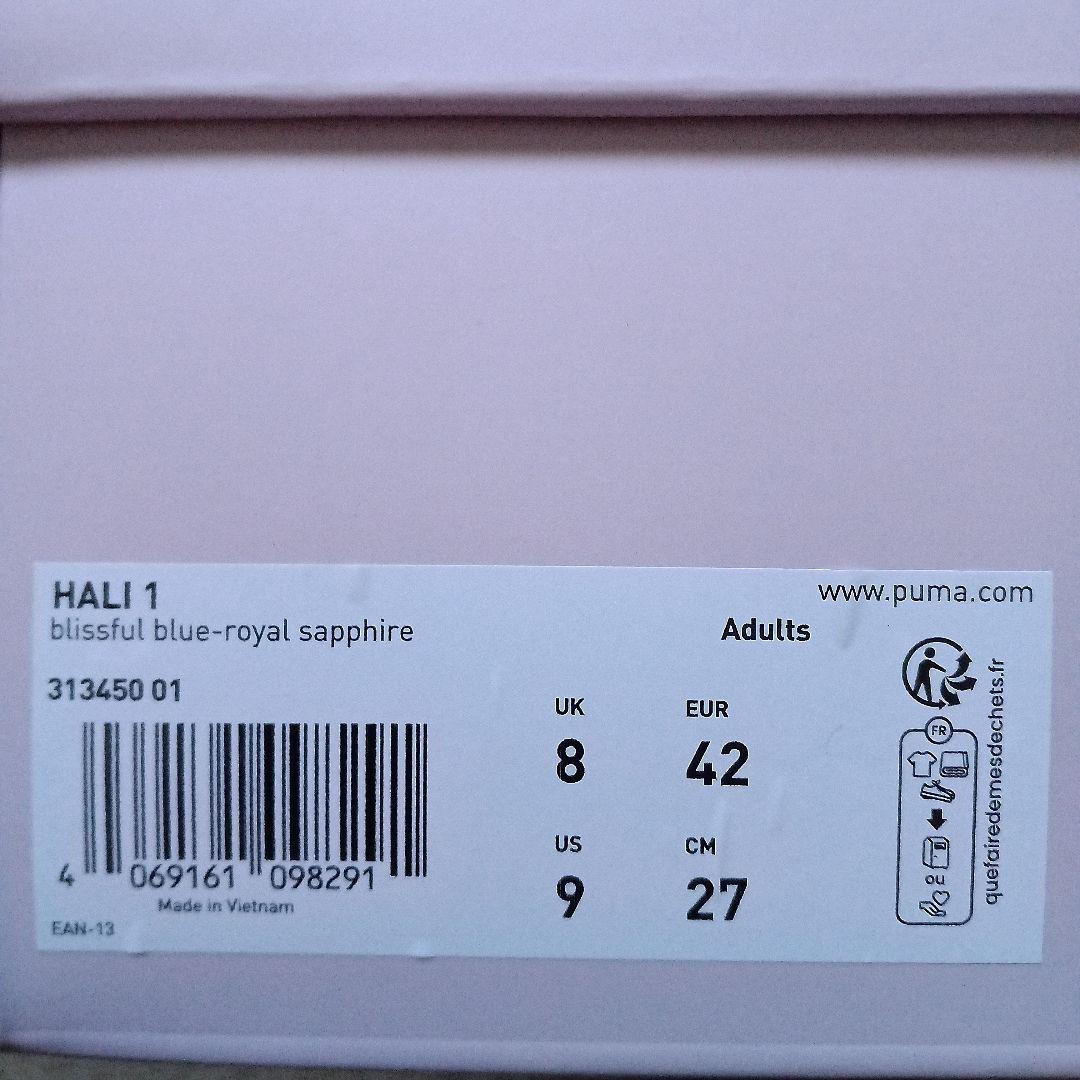 HALI 1
blissful blue-royal sapphire
313450 01
4 069161 098291
Made in Vietnam
EAN-13
www.puma.com
Adults
UK EUR
8 42
US CM
9 27
FR
OU
quefairedemesdechets.fr